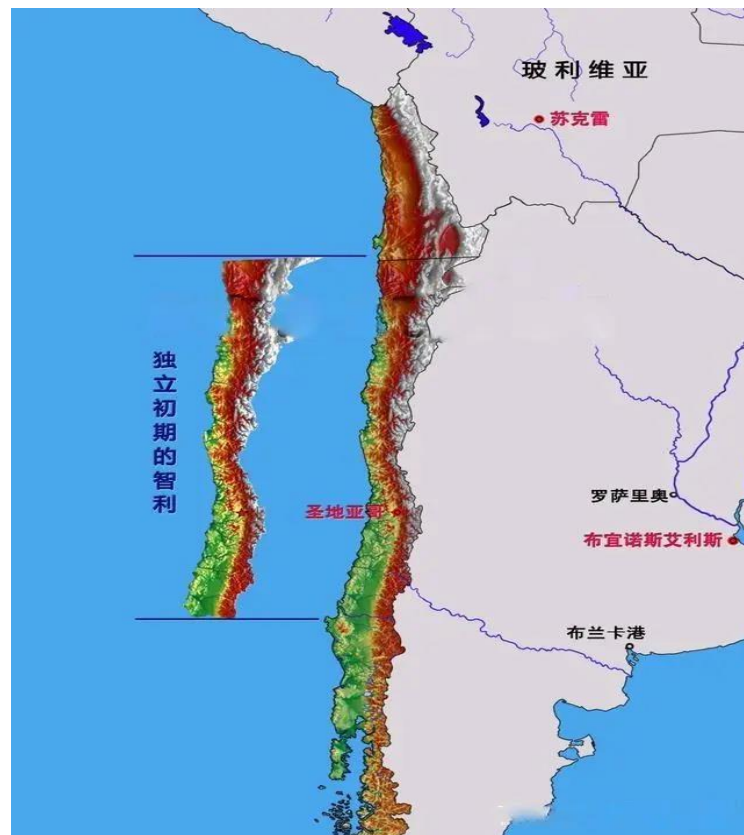 玻利维亚
苏克雷
独立初期的智利
罗萨里奥
圣地亚哥
布宜诺斯艾利斯
布兰卡港